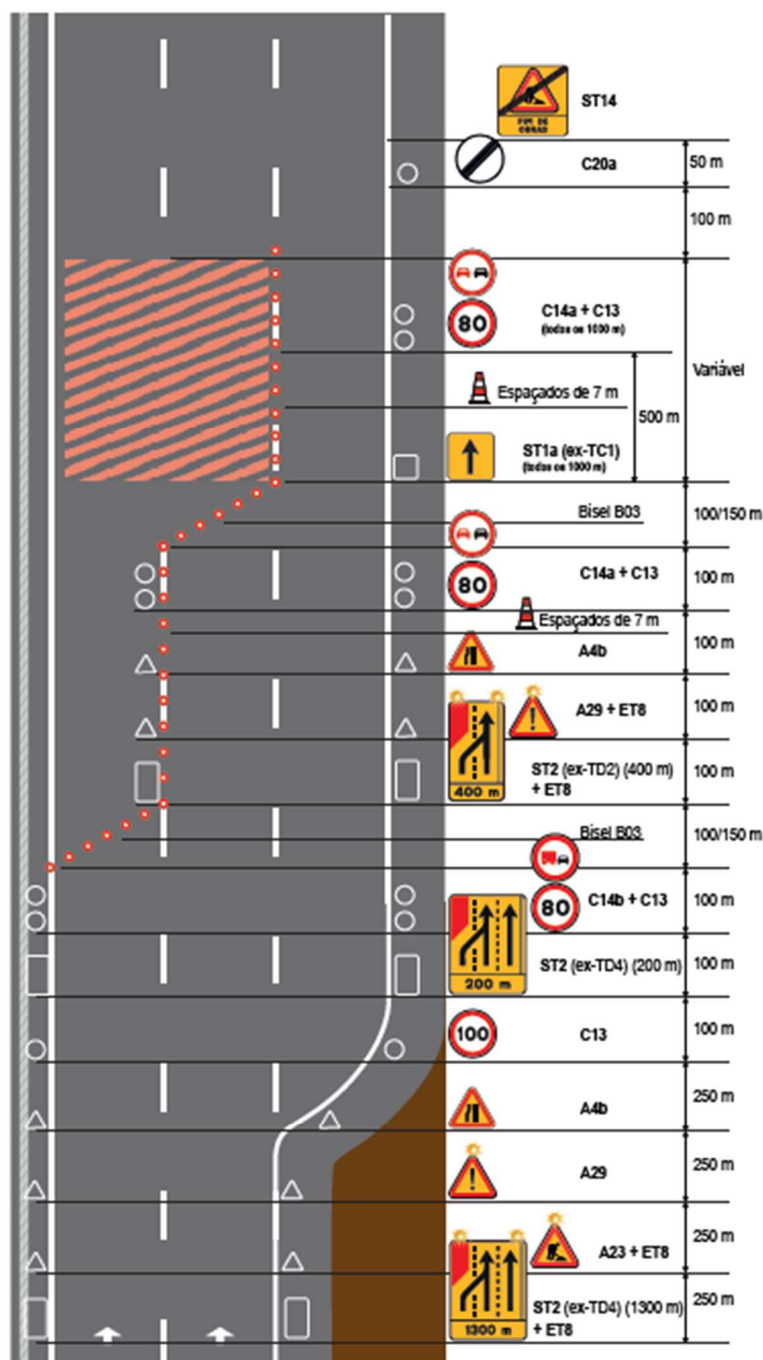 FIM DE
OBRAS
ST14
C20a
50 m
100 m
C14a + C13
(todos os 1000 m)
80
Variável
Espaçados de 7 m
500 m
ST1a (ex-TC1)
(todos os 1000 m)
Bisel B03
100/150 m
C14a + C13
80
100 m
Espaçados de 7 m
A4b
100 m
A29 + ET8
100 m
ST2 (ex-TD2) (400 m)
+ ET8
400 m
100 m
Bisel B03
100/150 m
C14b + C13
80
100 m
ST2 (ex-TD4) (200 m)
200 m
100 m
100
C13
100 m
A4b
250 m
A29
250 m
A23 + ET8
250 m
ST2 (ex-TD4) (1300 m)
+ ET8
1300 m
250 m